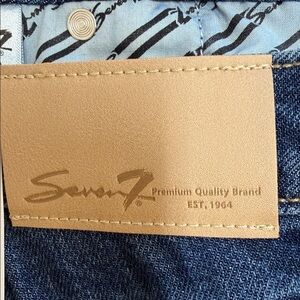 Seven7®
Premium Quality Brand
EST, 1964